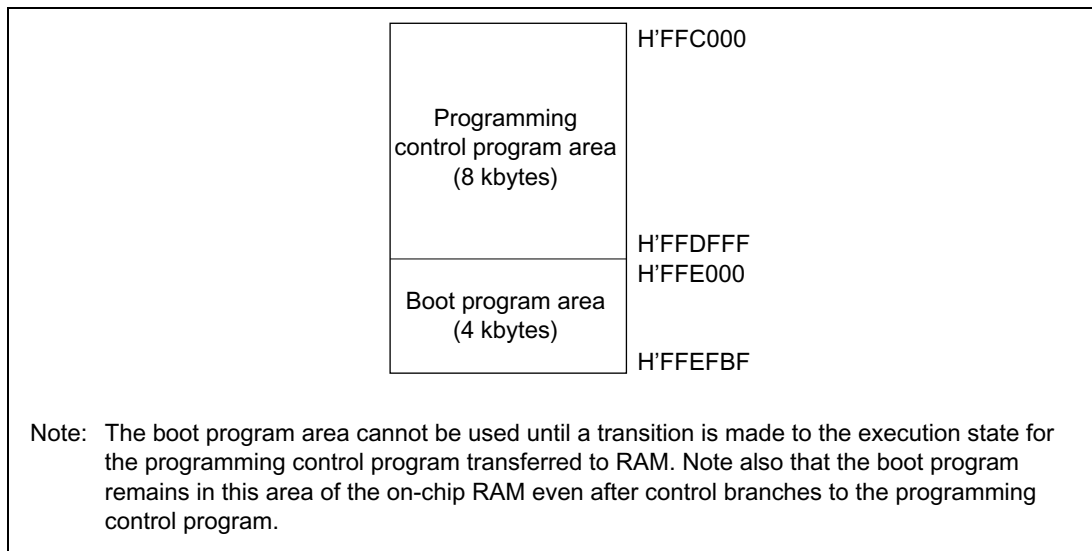 H'FFC000
Programming
control program area
(8 kbytes)
H'FFDFFF
H'FFE000
Boot program area
(4 kbytes)
H'FFEFBF
Note: The boot program area cannot be used until a transition is made to the execution state for
the programming control program transferred to RAM. Note also that the boot program
remains in this area of the on-chip RAM even after control branches to the programming
control program.